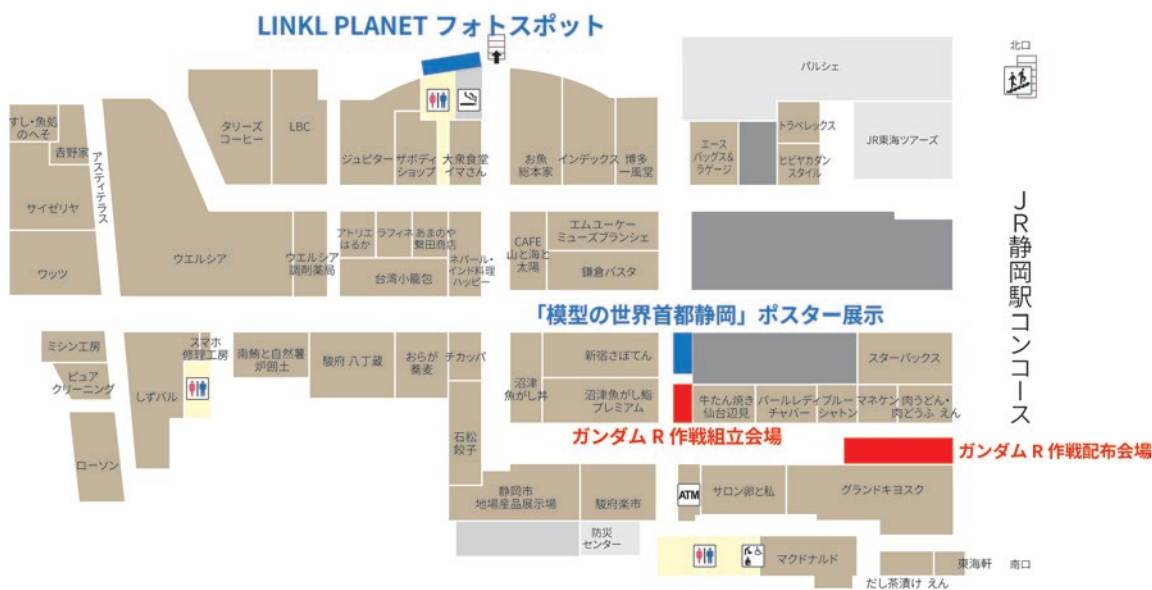 LINKL PLANET フォトスポット
北口
パルシェ
すし・魚処
のへそ
吉野家
アスティテラス
タリーズ
コーヒー
LBC
ジュピター
ザボディ
ショップ
大衆食堂
イマさん
お魚
総本家
インデックス
博多
一風堂
エース
バッグス&
ラゲージ
トラベレックス
ヒビヤカダン
スタイル
JR東海ツアーズ
サイゼリヤ
ワッツ
ウエルシア
ウエルシア
調剤薬局
アトリエ
はるか
ラフィネ
あまのや
繋田商店
台湾小籠包
ネパール・
インド料理
ハッピー
CAFE
山と海と
太陽
エムユーケー
ミューズブランシェ
鎌倉パスタ
JR静岡駅コンコース
「模型の世界首都静岡」ポスター展示
ミシン工房
ピュア
クリーニング
しずバル
スマホ
修理工房
南鮪と自然薯
炉囲土
駿府 八丁蔵
おらが
蕎麦
チカッパ
沼津
魚がし丼
新宿さぼてん
沼津魚がし鮨
プレミアム
スターバックス
牛たん焼き
仙台辺見
パールレディ
チャバー
ブルー
シャトン
マネケン
肉うどん・
肉どうふ えん
ガンダム R 作戦組立会場
ガンダム R 作戦配布会場
ローソン
石松
餃子
静岡市
地場産品展示場
駿府楽市
ATM
サロン卵と私
グランドキヨスク
防災
センター
マクドナルド
だし茶漬け えん
東海軒
南口